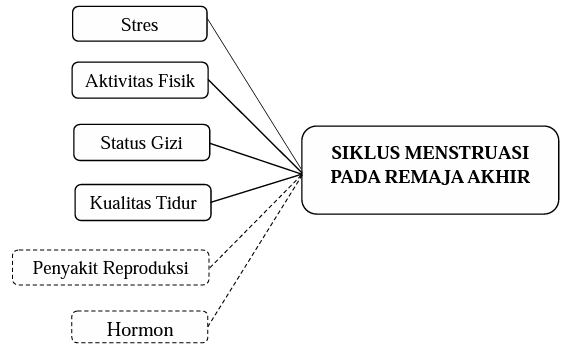 Stres
Aktivitas Fisik
Status Gizi
Kualitas Tidur
Penyakit Reproduksi
Hormon
SIKLUS MENSTRUASI
PADA REMAJA AKHIR